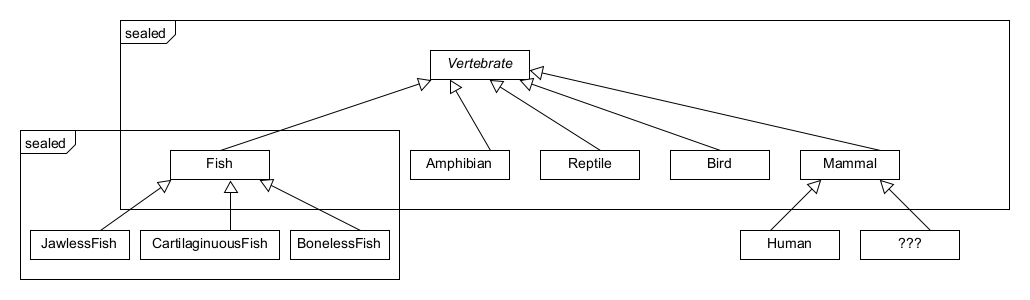 sealed
Vertebrate
sealed
Fish
Amphibian
Reptile
Bird
Mammal
JawlessFish
CartilaginuousFish
BonelessFish
Human
???